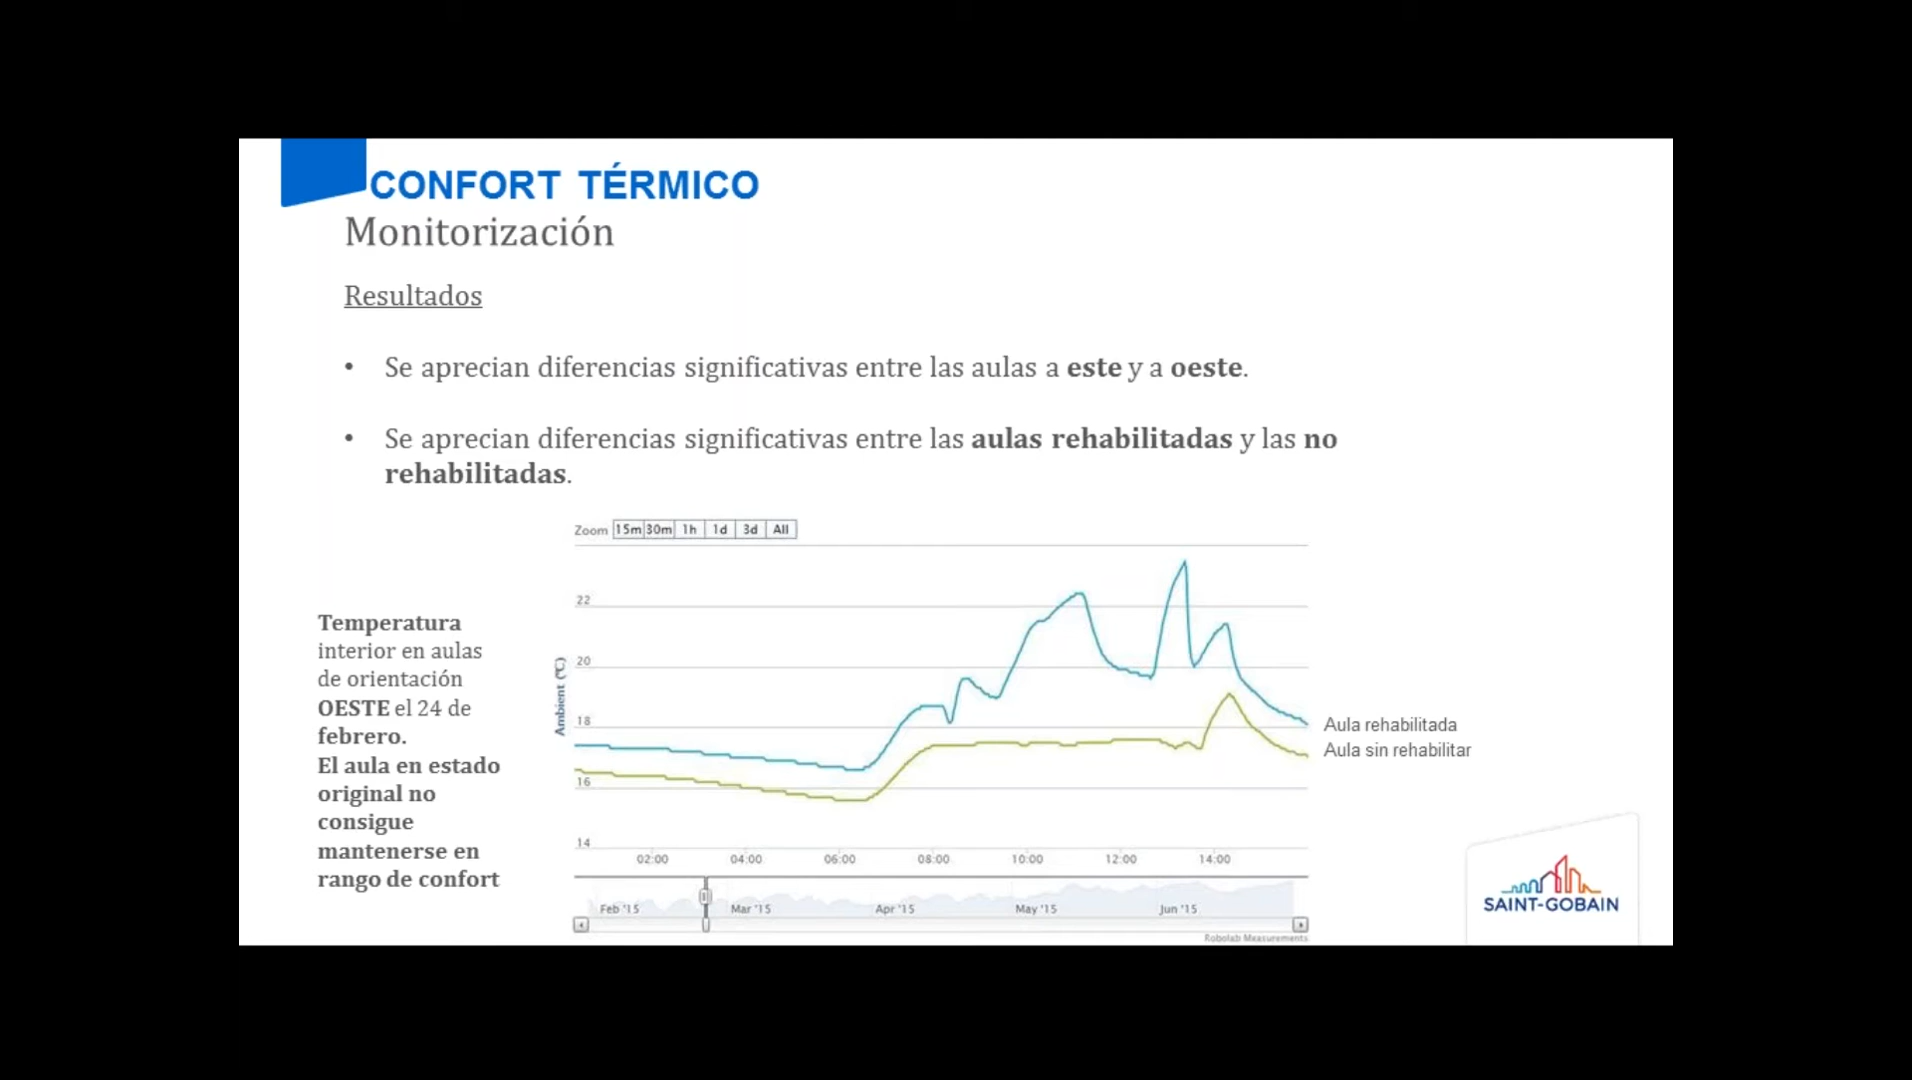 CONFORT TÉRMICO
Monitorización
Resultados
• Se aprecian diferencias significativas entre las aulas a este y a oeste.
• Se aprecian diferencias significativas entre las aulas rehabilitadas y las no
rehabilitadas.
Zoom 15m 30m 1h 1d 3d All
Temperatura
interior en aulas
de orientación
OESTE el 24 de
febrero.
El aula en estado
original no
consigue
mantenerse en
rango de confort
Ambient (°C)
22
20
18
16
14
02:00 04:00 06:00 08:00 10:00 12:00 14:00
Feb '15 Mar '15 Apr '15 May '15 Jun '15
Robolab Measurements
Aula rehabilitada
Aula sin rehabilitar
SAINT-GOBAIN